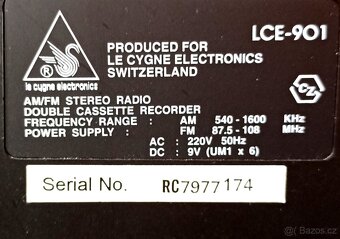 LCE-901
PRODUCED FOR
LE CYGNE ELECTRONICS
SWITZERLAND
®
le cygne electronics
CZ
AM/FM STEREO RADIO
DOUBLE CASSETTE RECORDER
FREQUENCY RANGE : AM 540 - 1600 KHz
POWER SUPPLY : FM 87.5 - 108 MHz
AC : 220V 50Hz
DC : 9V (UM1 x 6)
Serial No. RC7977174
Bazos.cz